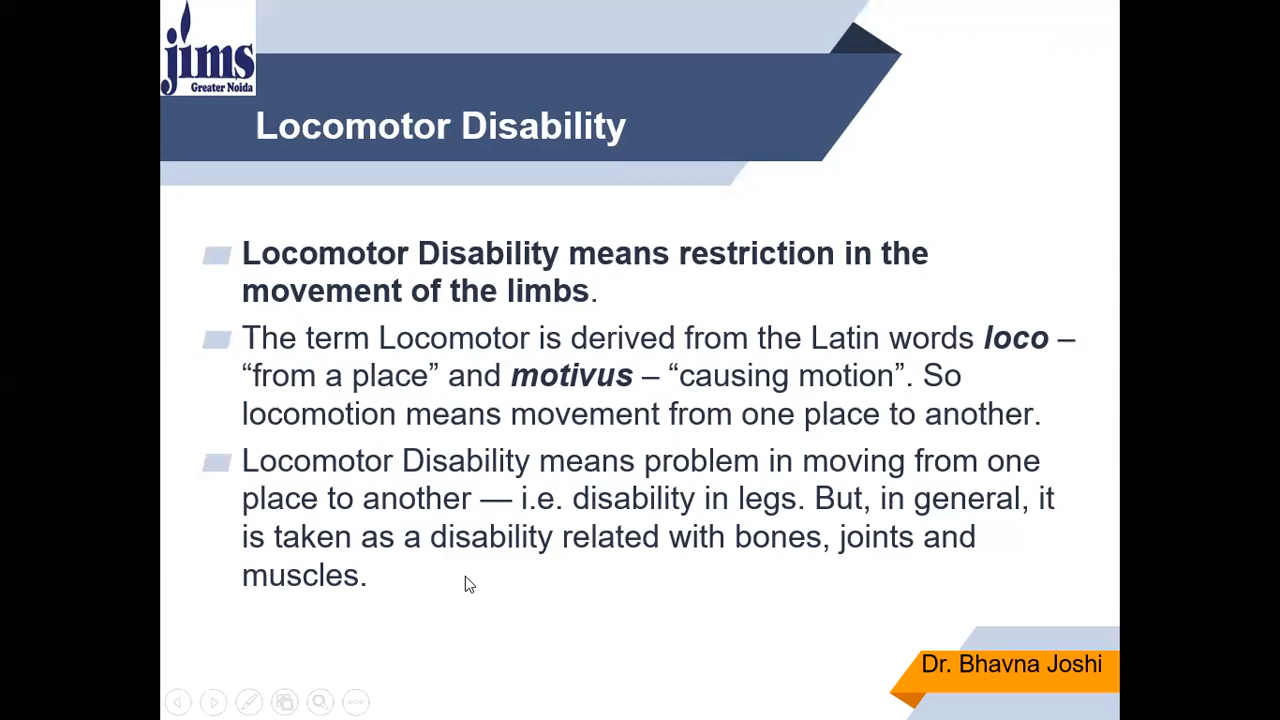 jims
Greater Noida
Locomotor Disability
Locomotor Disability means restriction in the
movement of the limbs.
The term Locomotor is derived from the Latin words loco –
“from a place” and motivus – “causing motion”. So
locomotion means movement from one place to another.
Locomotor Disability means problem in moving from one
place to another — i.e. disability in legs. But, in general, it
is taken as a disability related with bones, joints and
muscles.
Dr. Bhavna Joshi